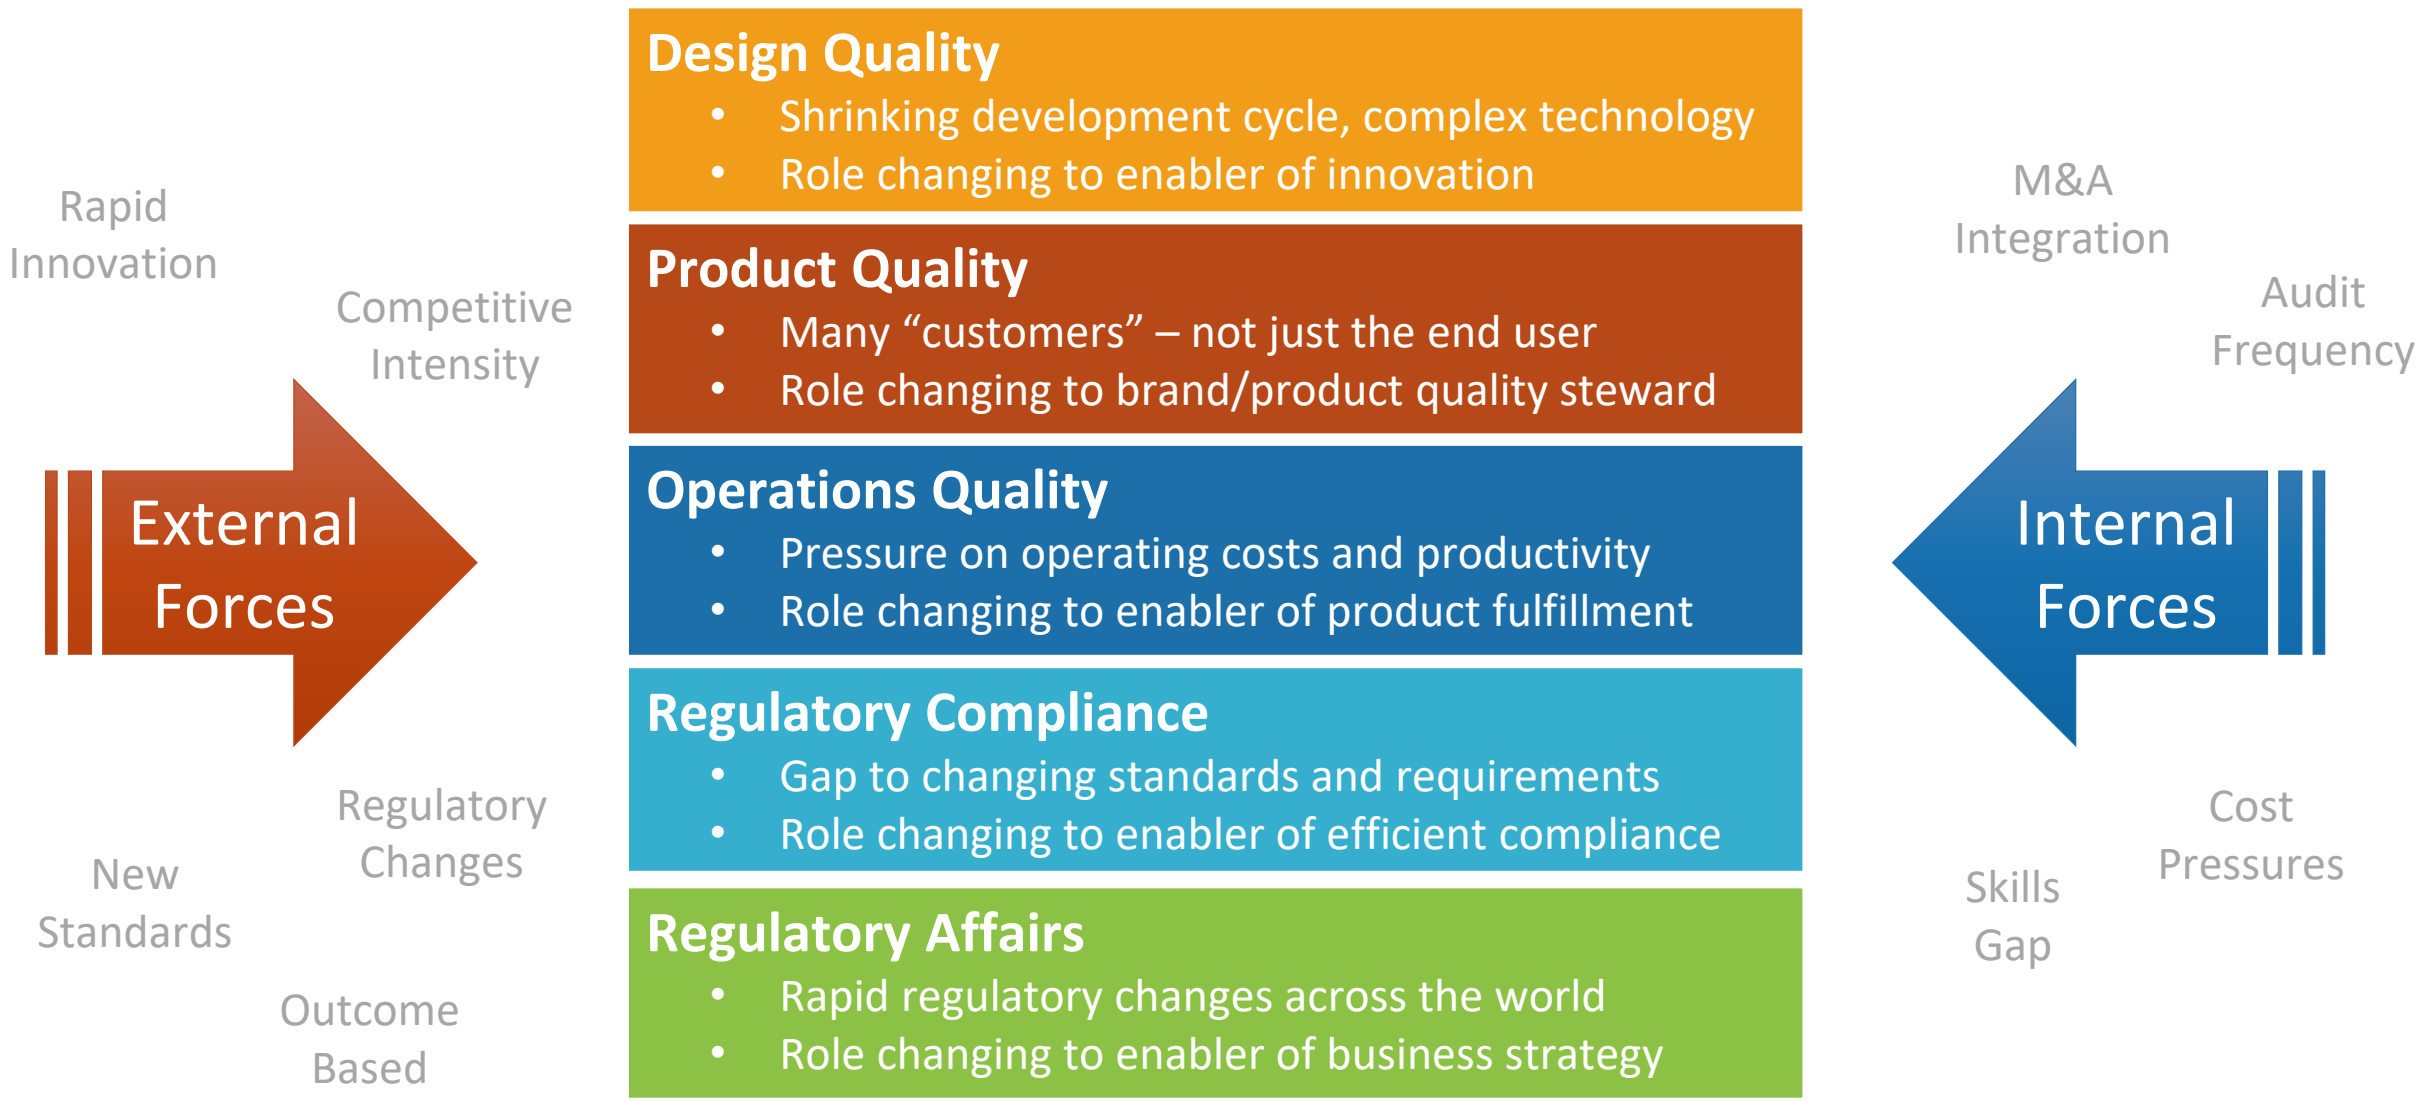 Rapid
Innovation
Competitive
Intensity
External
Forces
Regulatory
Changes
New
Standards
Outcome
Based
Design Quality
• Shrinking development cycle, complex technology
• Role changing to enabler of innovation
Product Quality
• Many “customers” – not just the end user
• Role changing to brand/product quality steward
Operations Quality
• Pressure on operating costs and productivity
• Role changing to enabler of product fulfillment
Regulatory Compliance
• Gap to changing standards and requirements
• Role changing to enabler of efficient compliance
Regulatory Affairs
• Rapid regulatory changes across the world
• Role changing to enabler of business strategy
M&A
Integration
Audit
Frequency
Internal
Forces
Cost
Pressures
Skills
Gap